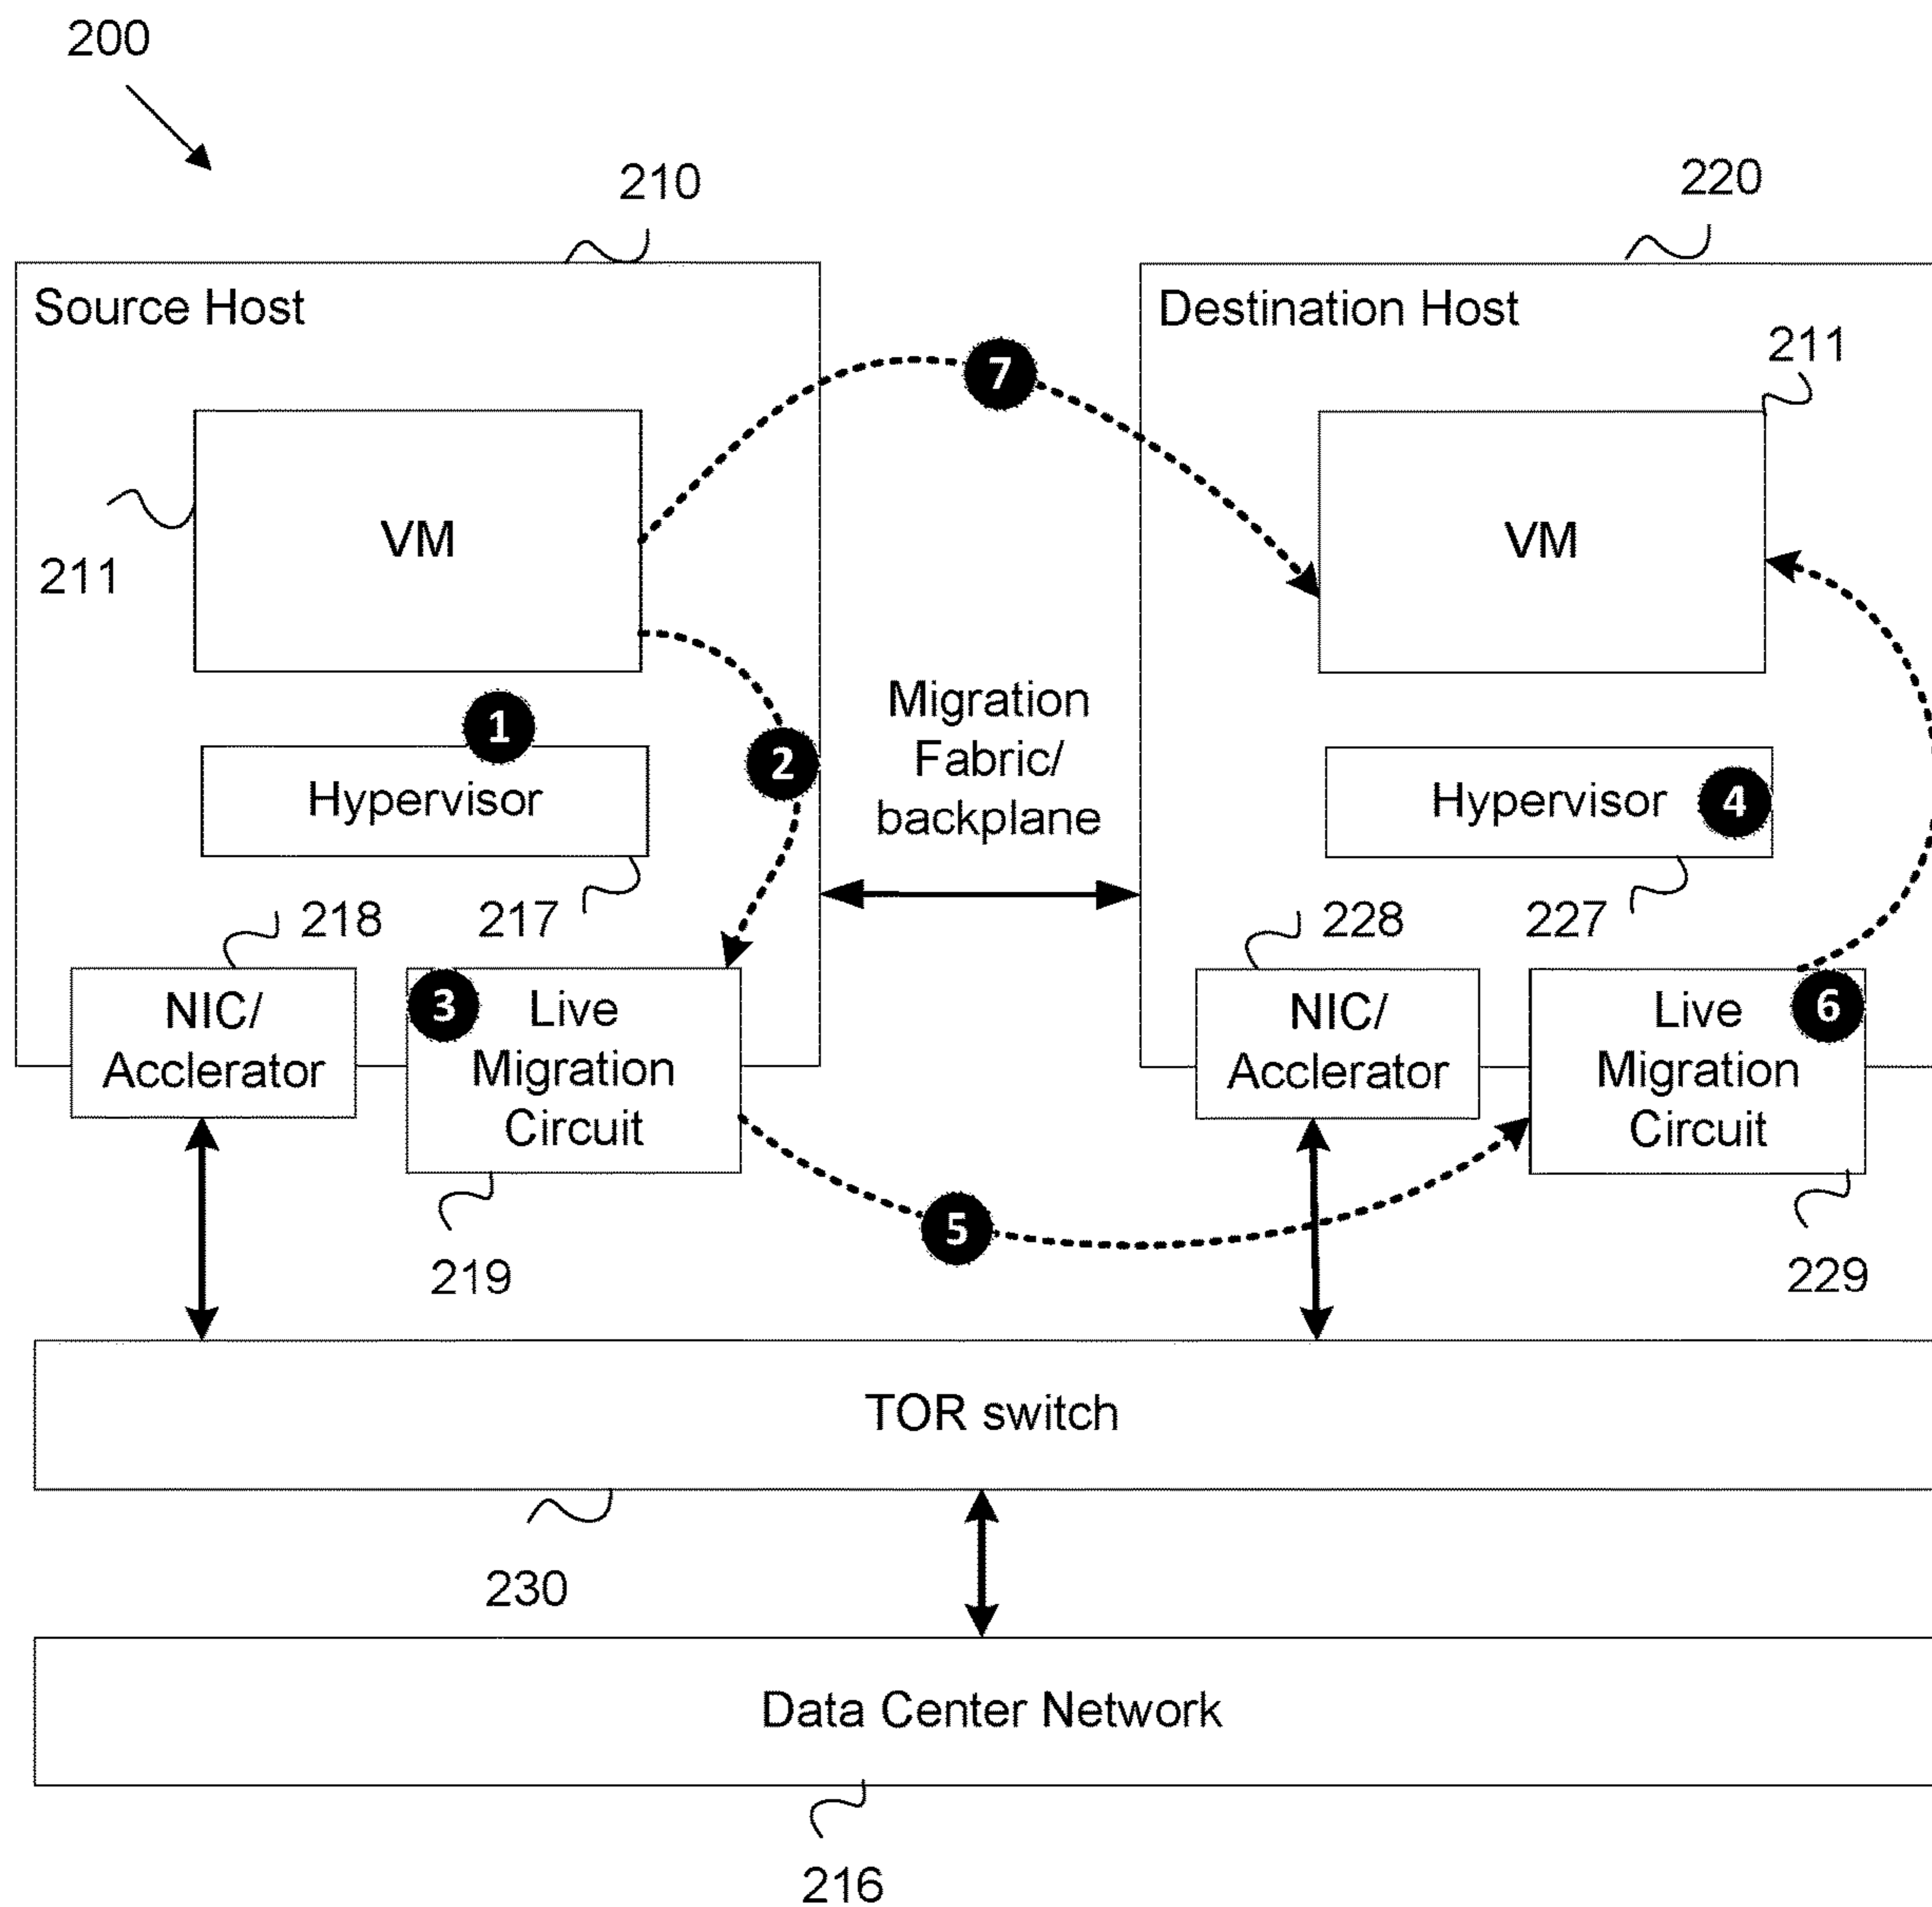 200
210
220
Source Host
Destination Host
7
211
VM
VM
211
1
Migration
Fabric/
backplane
2
Hypervisor
Hypervisor
4
218
217
228
227
3
6
NIC/
Acclerator
Live
Migration
Circuit
NIC/
Acclerator
Live
Migration
Circuit
5
219
229
TOR switch
230
Data Center Network
216